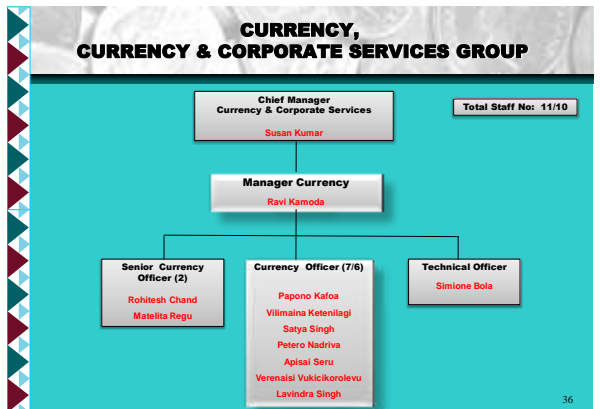 CURRENCY,
CURRENCY & CORPORATE SERVICES GROUP
Chief Manager
Currency & Corporate Services
Susan Kumar
Total Staff No: 11/10
Manager Currency
Ravi Kamoda
Senior Currency
Officer (2)
Rohitesh Chand
Matelita Regu
Currency Officer (7/6)
Papono Kafoa
Vilimaina Ketenilagi
Satya Singh
Petero Nadriva
Apisai Seru
Verenaisi Vukicikorolevu
Lavindra Singh
Technical Officer
Simione Bola
36